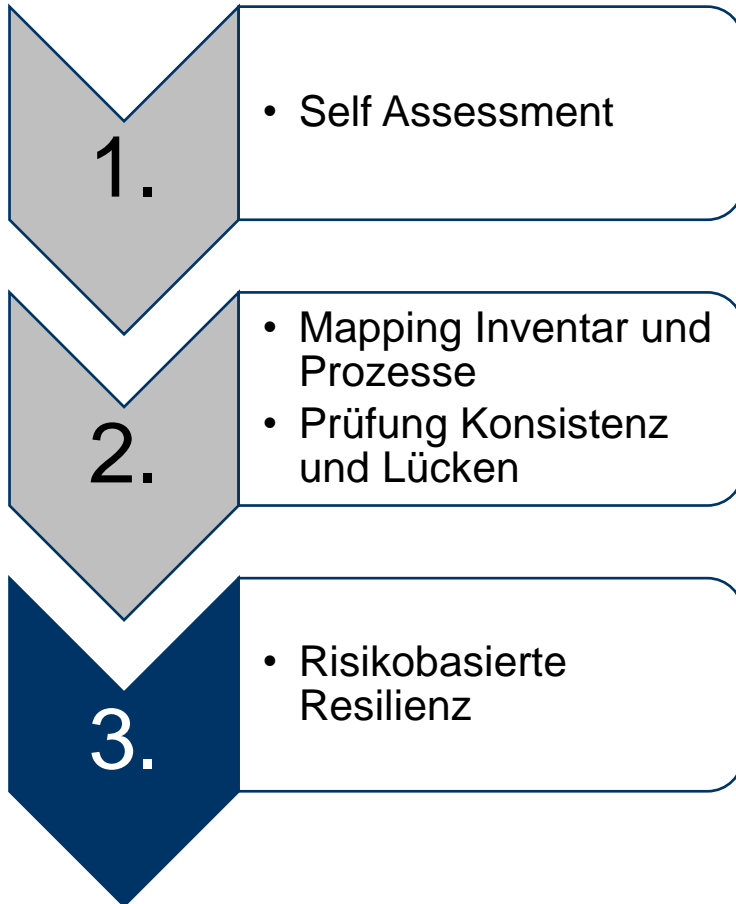 1.
• Self Assessment
2.
• Mapping Inventar und
Prozesse
• Prüfung Konsistenz
und Lücken
3.
• Risikobasierte
Resilienz